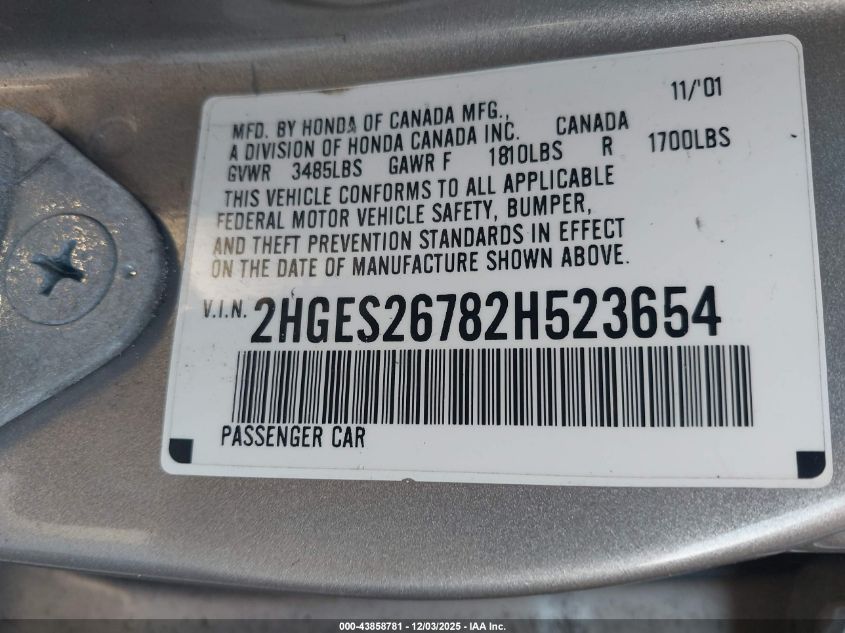 11/'01
MFD. BY HONDA OF CANADA MFG.,
A DIVISION OF HONDA CANADA INC. CANADA
GVWR 3485LBS GAWR F 1810LBS R 1700LBS
THIS VEHICLE CONFORMS TO ALL APPLICABLE
FEDERAL MOTOR VEHICLE SAFETY, BUMPER,
AND THEFT PREVENTION STANDARDS IN EFFECT
ON THE DATE OF MANUFACTURE SHOWN ABOVE.
V.I.N. 2HGES26782H523654
PASSENGER CAR
000-43858781 - 12/03/2025 - IAA Inc.